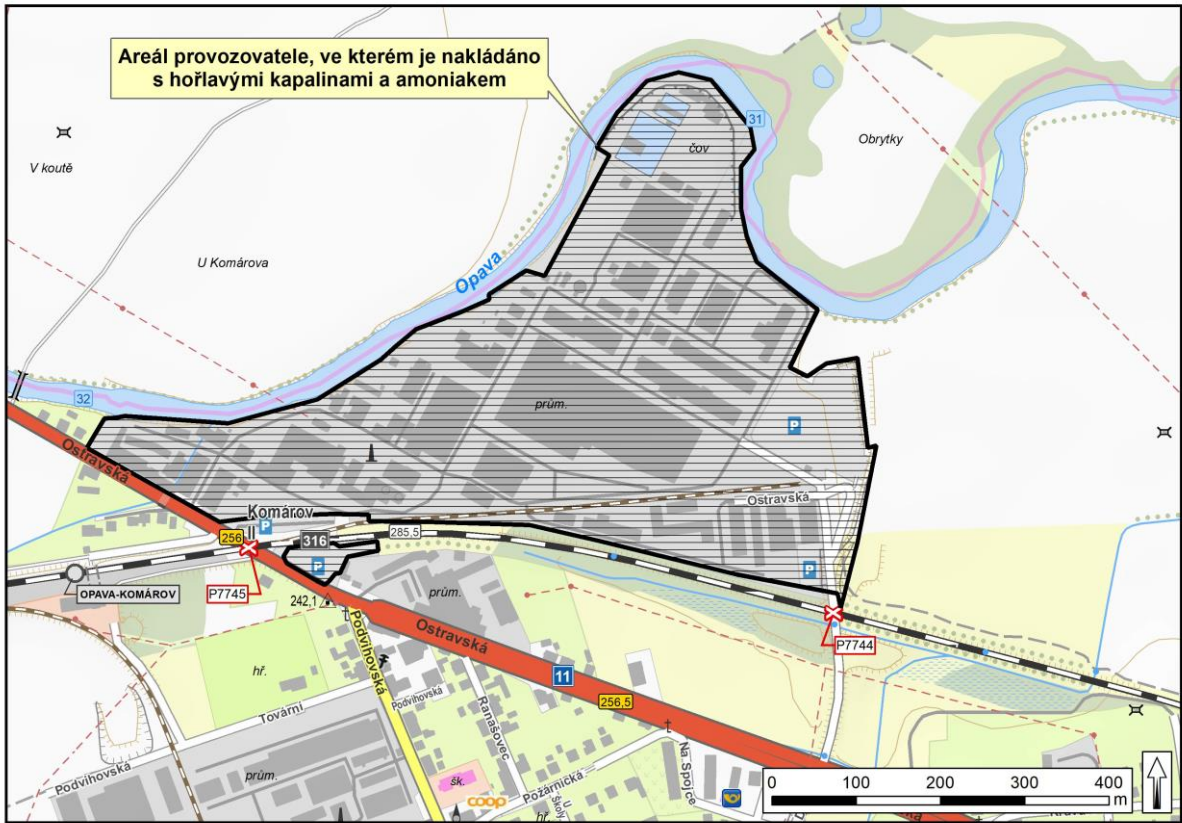 Areál provozovatele, ve kterém je nakládáno
s hořlavými kapalinami a amoniakem
31
čov
Obrytky
V koutě
U Komárova
Opava
32
prům.
P
Ostravská
Ostravská
Komárov
P
256
316
285,5
P
P
OPAVA-KOMÁROV
P7745
242,1
prům.
P7744
Ostravská
Podvihovská
11
256,5
hř.
Podvihovská
Ranašovec
Tovární
Podvihovská
prům.
šk.
coop
Požárnická
U Školy
hř.
Na Spojce
0 100 200 300 400
m